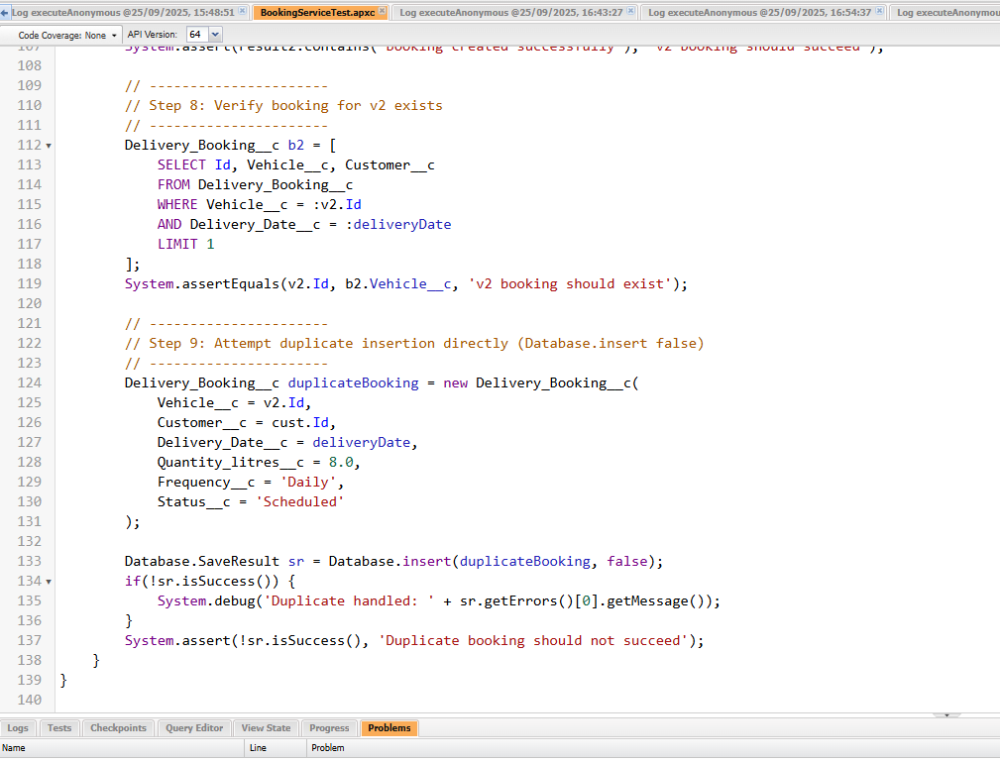 Log executeAnonymous @25/09/2025, 15:48:51 BookingServiceTest.apxc Log executeAnonymous @25/09/2025, 16:43:27 Log executeAnonymous @25/09/2025, 16:54:37 Log executeAnonymou
Code Coverage: None API Version: 64
107 System.assert(result2.contains('Booking created successfully'), 'v2 booking should succeed');
108
109 // ----------------------
110 // Step 8: Verify booking for v2 exists
111 // ----------------------
112 Delivery_Booking__c b2 = [
113 SELECT Id, Vehicle__c, Customer__c
114 FROM Delivery_Booking__c
115 WHERE Vehicle__c = :v2.Id
116 AND Delivery_Date__c = :deliveryDate
117 LIMIT 1
118 ];
119 System.assertEquals(v2.Id, b2.Vehicle__c, 'v2 booking should exist');
120
121 // ----------------------
122 // Step 9: Attempt duplicate insertion directly (Database.insert false)
123 // ----------------------
124 Delivery_Booking__c duplicateBooking = new Delivery_Booking__c(
125 Vehicle__c = v2.Id,
126 Customer__c = cust.Id,
127 Delivery_Date__c = deliveryDate,
128 Quantity_litres__c = 8.0,
129 Frequency__c = 'Daily',
130 Status__c = 'Scheduled'
131 );
132
133 Database.SaveResult sr = Database.insert(duplicateBooking, false);
134 if(!sr.isSuccess()) {
135 System.debug('Duplicate handled: ' + sr.getErrors()[0].getMessage());
136 }
137 System.assert(!sr.isSuccess(), 'Duplicate booking should not succeed');
138 }
139 }
140
Logs Tests Checkpoints Query Editor View State Progress Problems
Name Line Problem